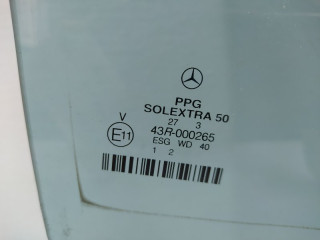 PPG
SOLEXTRA 50
27 3
V
E11
43R-000265
ESG WD 40
1 2